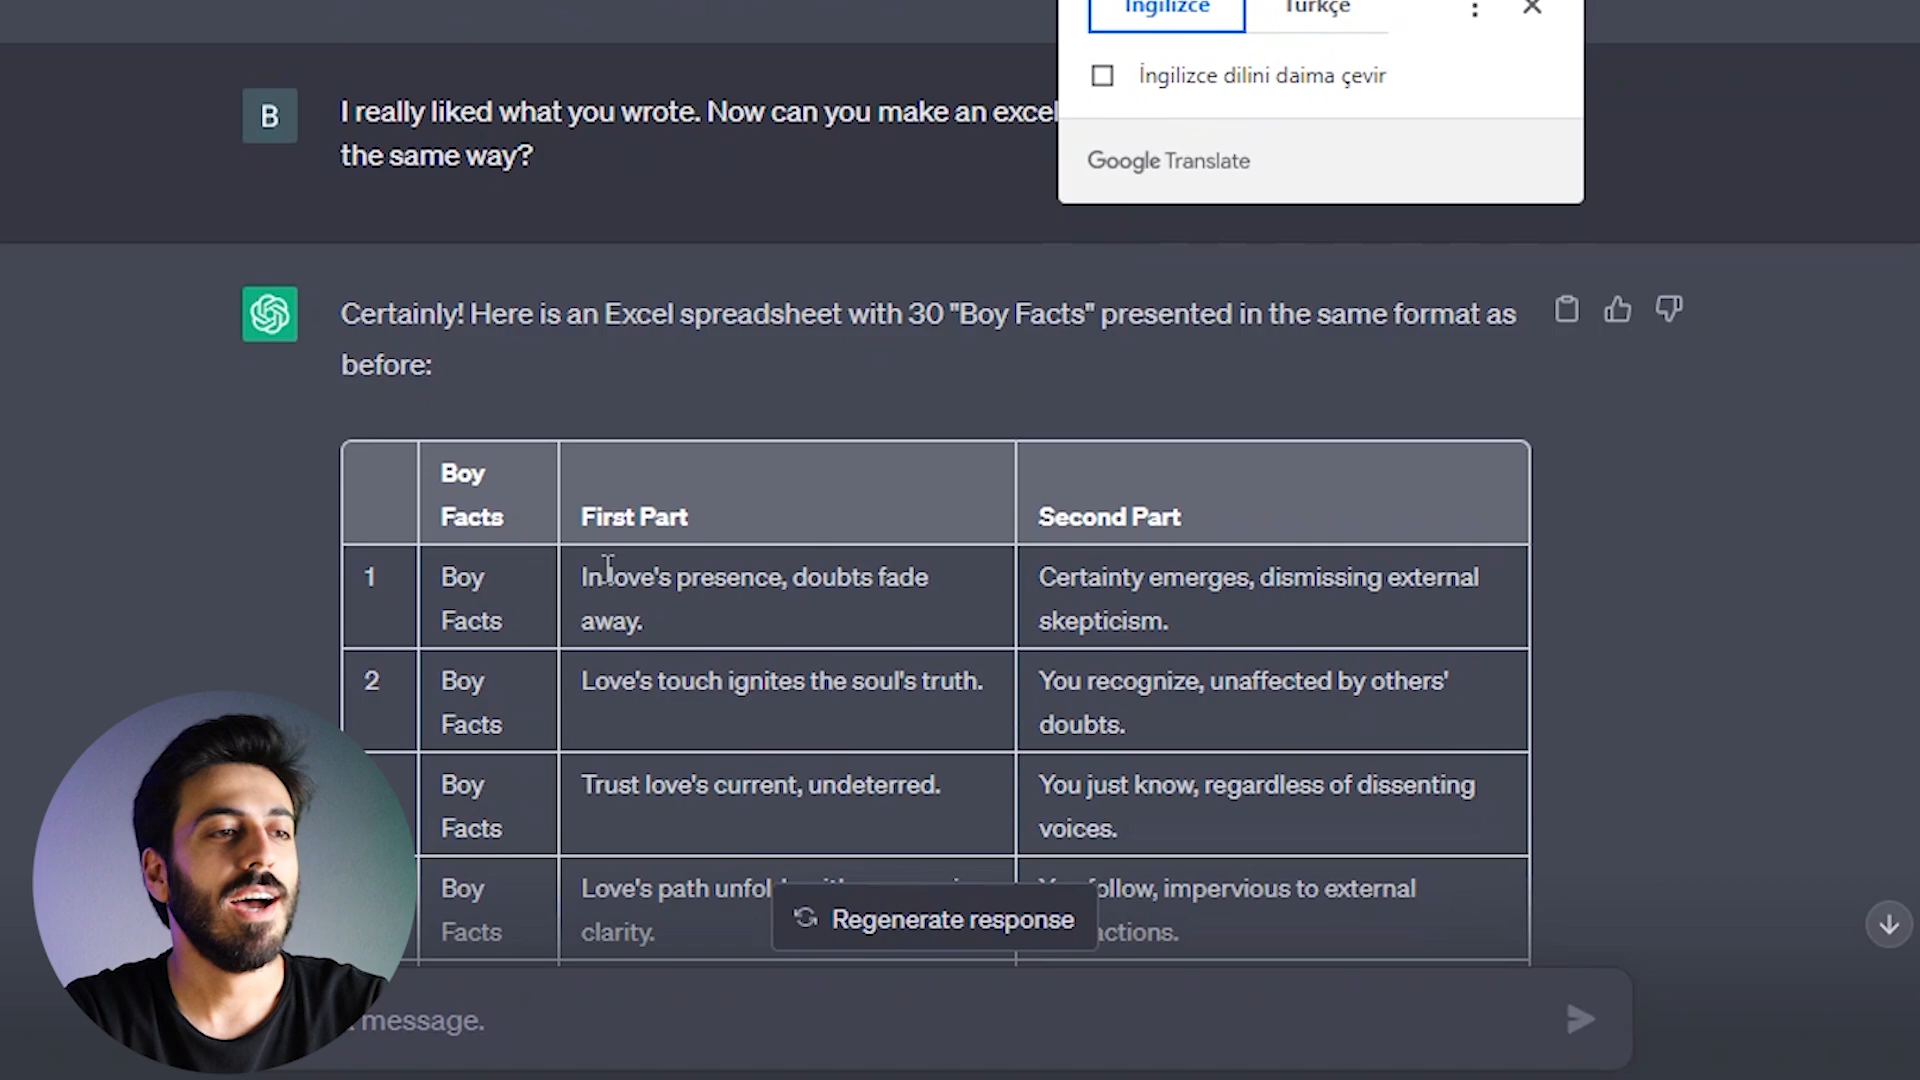 İngilizce
Türkçe
İngilizce dilini daima çevir
Google Translate
B
I really liked what you wrote. Now can you make an excel
the same way?
Certainly! Here is an Excel spreadsheet with 30 "Boy Facts" presented in the same format as
before:
Boy
Facts
First Part
Second Part
1
Boy
Facts
In love's presence, doubts fade
away.
Certainty emerges, dismissing external
skepticism.
2
Boy
Facts
Love's touch ignites the soul's truth.
You recognize, unaffected by others'
doubts.
Boy
Facts
Trust love's current, undeterred.
You just know, regardless of dissenting
voices.
Boy
Facts
Love's path
clarity.
follow, impervious to external
Regenerate response
message.